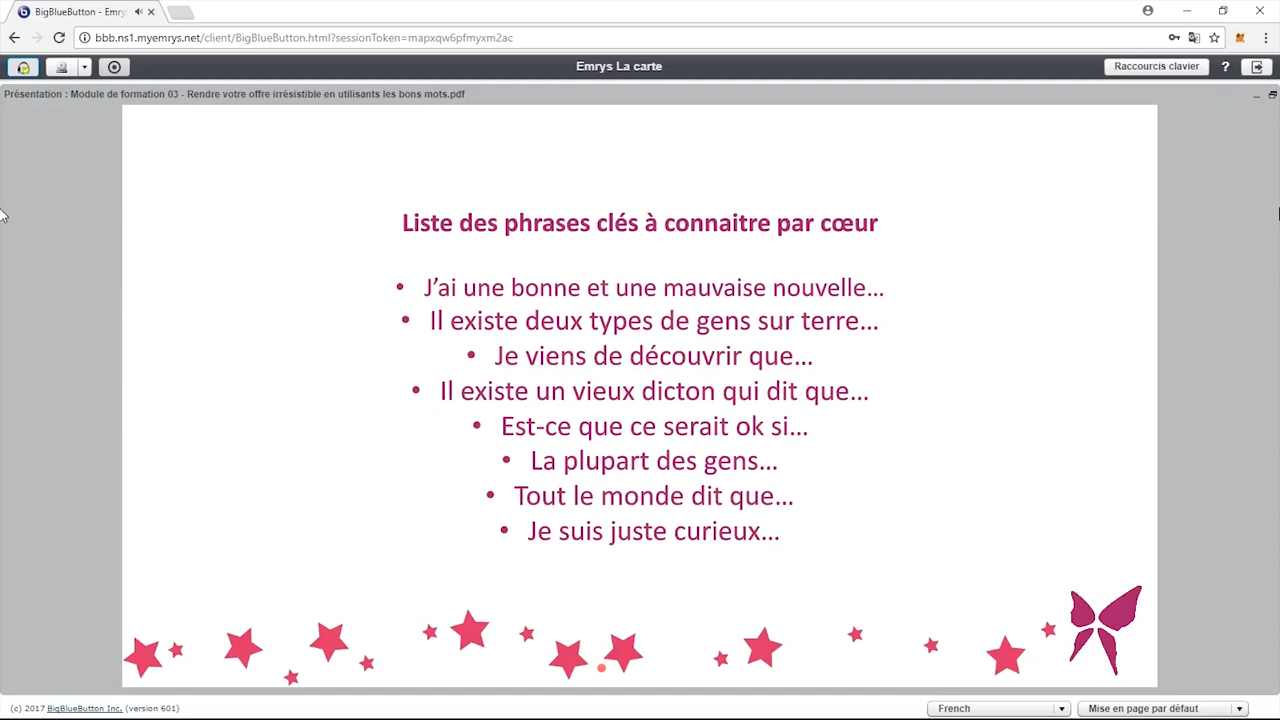 BigBlueButton - Emry
bbb.ns1.myemrys.net/client/BigBlueButton.html?sessionToken=mapxqw6pfmyxm2ac
Emrys La carte
Raccourcis clavier
?
Présentation : Module de formation 03 - Rendre votre offre irrésistible en utilisants les bons mots.pdf
Liste des phrases clés à connaitre par cœur
• J’ai une bonne et une mauvaise nouvelle…
• Il existe deux types de gens sur terre…
• Je viens de découvrir que…
• Il existe un vieux dicton qui dit que…
• Est-ce que ce serait ok si…
• La plupart des gens…
• Tout le monde dit que…
• Je suis juste curieux…
(c) 2017 BigBlueButton Inc. (version 601)
French
Mise en page par défaut